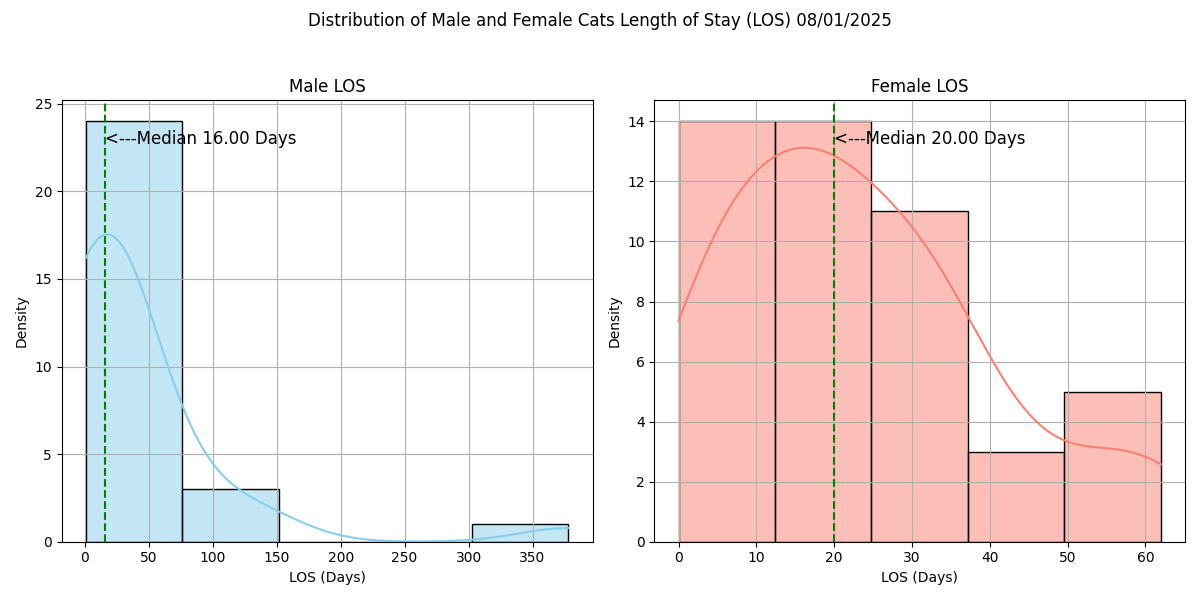 Distribution of Male and Female Cats Length of Stay (LOS) 08/01/2025
Male LOS
Density
25
20
15
10
5
0
<---Median 16.00 Days
0 50 100 150 200 250 300 350
LOS (Days)
Female LOS
Density
14
12
10
8
6
4
2
0
<---Median 20.00 Days
0 10 20 30 40 50 60
LOS (Days)